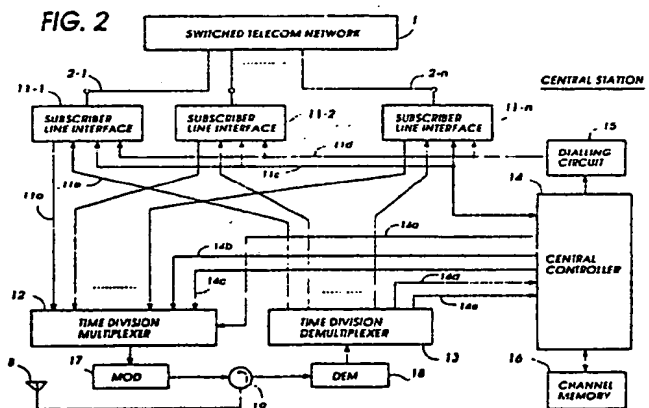 FIG. 2
SWITCHED TELECOM NETWORK
1
11-1
2-1
2-n
CENTRAL STATION
SUBSCRIBER LINE INTERFACE
11-2
SUBSCRIBER LINE INTERFACE
11-n
SUBSCRIBER LINE INTERFACE
15
DIALLING CIRCUIT
11d
11c
11a
11e
14
14a
14b
14c
14d
14e
CENTRAL CONTROLLER
12
TIME DIVISION MULTIPLEXER
TIME DIVISION DEMULTIPLEXER
13
8
17
MOD
19
DEM
18
16
CHANNEL MEMORY